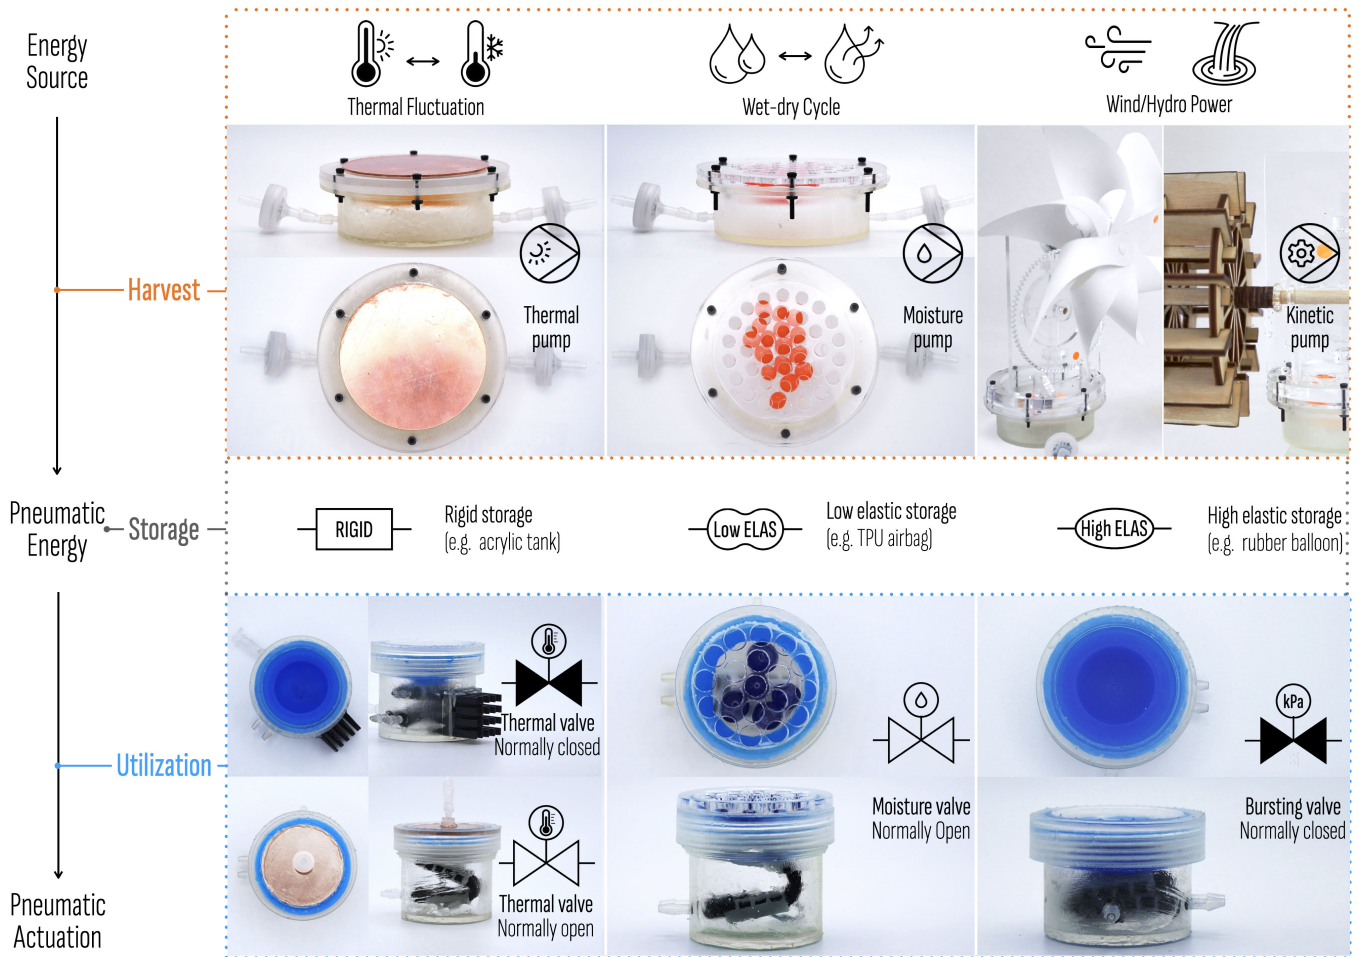 Energy
Source
Thermal Fluctuation
Wet-dry Cycle
Wind/Hydro Power
Harvest
Thermal
pump
Moisture
pump
Kinetic
pump
Pneumatic
Energy
Storage
RIGID
Rigid storage
(e.g. acrylic tank)
Low ELAS
Low elastic storage
(e.g. TPU airbag)
High ELAS
High elastic storage
(e.g. rubber balloon)
Utilization
Thermal valve
Normally closed
Thermal valve
Normally open
Moisture valve
Normally Open
kPa
Bursting valve
Normally closed
Pneumatic
Actuation